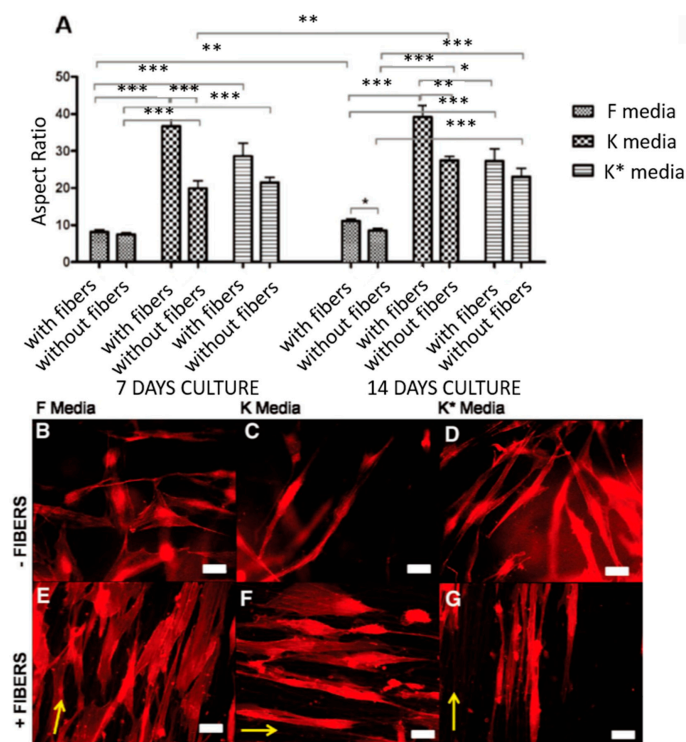 A
**
**
***
***
*
***
***
***
***
**
***
***
***
***
50
40
30
20
10
0
Aspect Ratio
*
F media
K media
K* media
with fibers
without fibers
with fibers
without fibers
with fibers
without fibers
with fibers
without fibers
with fibers
without fibers
with fibers
without fibers
7 DAYS CULTURE
14 DAYS CULTURE
F Media
K Media
K* Media
B
C
D
- FIBERS
E
F
G
+ FIBERS